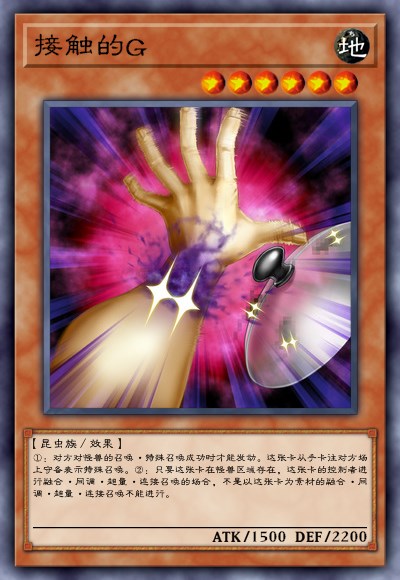 接触的G
地
【昆虫族／效果】
①：对方对怪兽的召唤・特殊召唤成功时才能发动。这张卡从手卡往对方场
上守备表示特殊召唤。②：只要这张卡在怪兽区域存在，这张卡的控制者进
行融合・同调・超量・连接召唤的场合，不是以这张卡为素材的融合・同
调・超量・连接召唤不能进行。
ATK/1500 DEF/2200